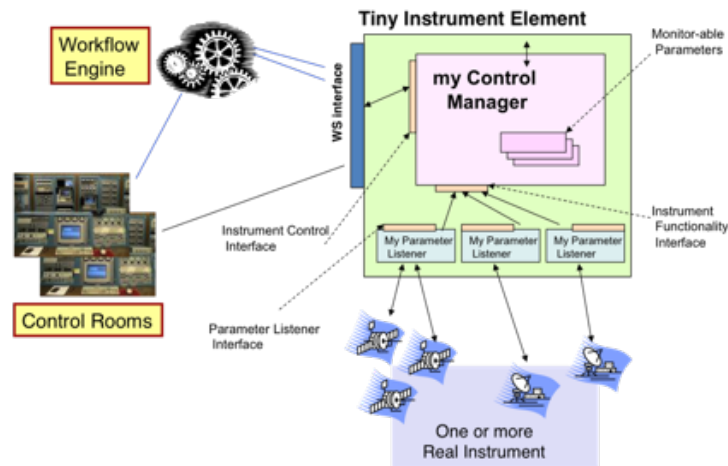 Tiny Instrument Element
Workflow
Engine
Monitor-able
Parameters
WS interface
my Control
Manager
Instrument Control
Interface
Instrument
Functionality
Interface
My Parameter
Listener
My Parameter
Listener
My Parameter
Listener
Control Rooms
Parameter Listener
Interface
One or more
Real Instrument